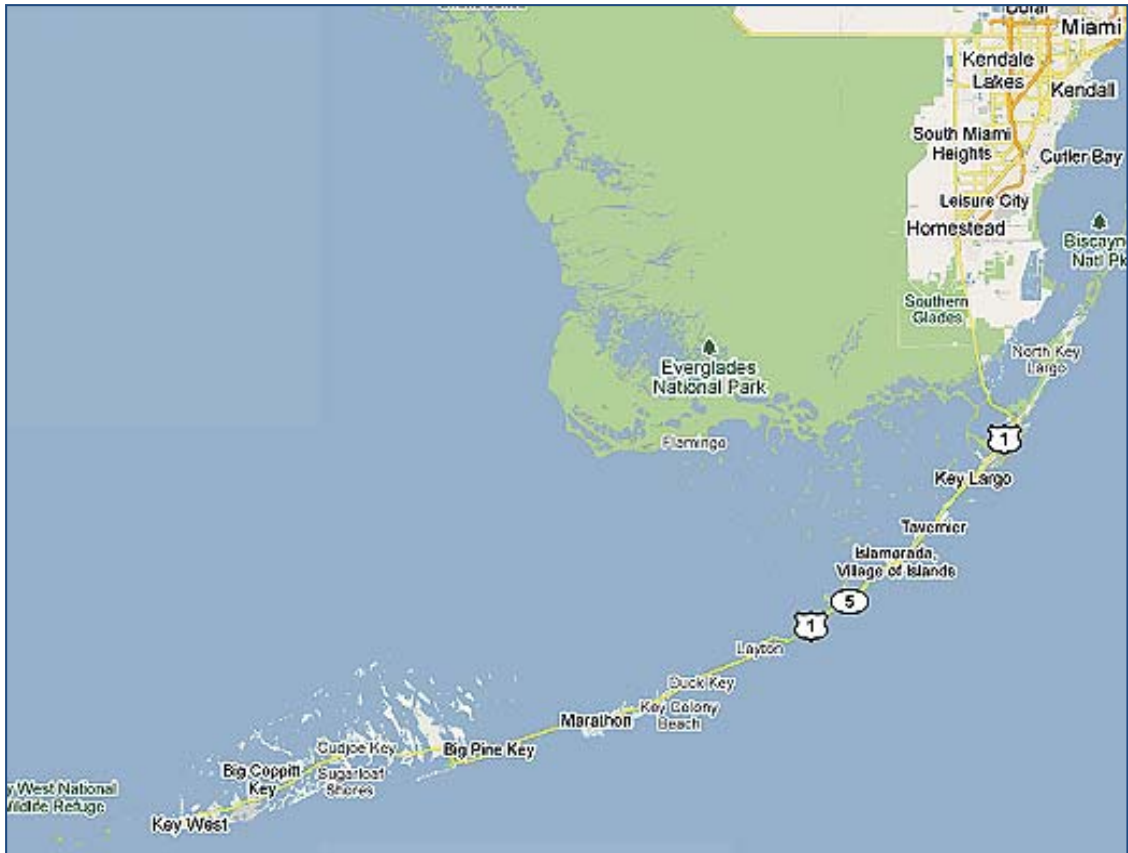 Doral
Miami
Kendale
Lakes
Kendall
South Miami
Heights
Cutler Bay
Leisure City
Homestead
Biscayn
Natl Pk
Southern
Glades
North Key
Largo
Everglades
National Park
Flamingo
1
Key Largo
Tavernier
Islamorada,
Village of Islands
5
1
Layton
Duck Key
Key Colony
Beach
Marathon
Big Pine Key
Cudjoe Key
Sugarloaf
Shores
Big Coppitt
Key
y West National
Wildlife Refuge
Key West